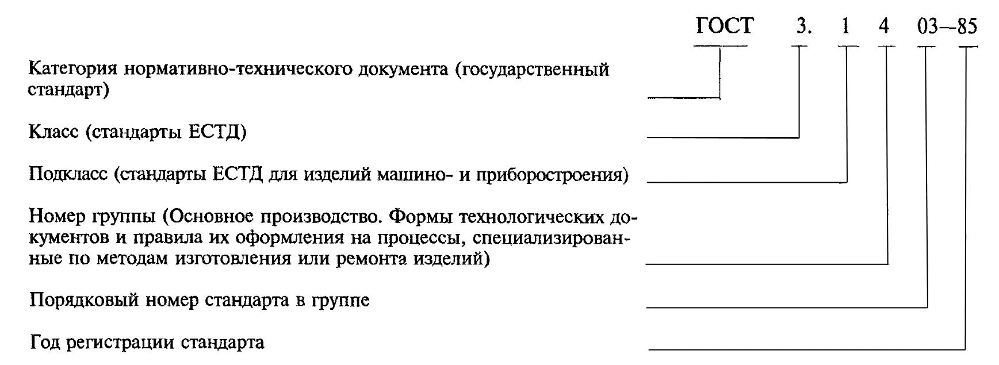 ГОСТ 3. 1 4 03—85
Категория нормативно-технического документа (государственный
стандарт)
Класс (стандарты ЕСТД)
Подкласс (стандарты ЕСТД для изделий машино- и приборостроения)
Номер группы (Основное производство. Формы технологических до-
кументов и правила их оформления на процессы, специализирован-
ные по методам изготовления или ремонта изделий)
Порядковый номер стандарта в группе
Год регистрации стандарта